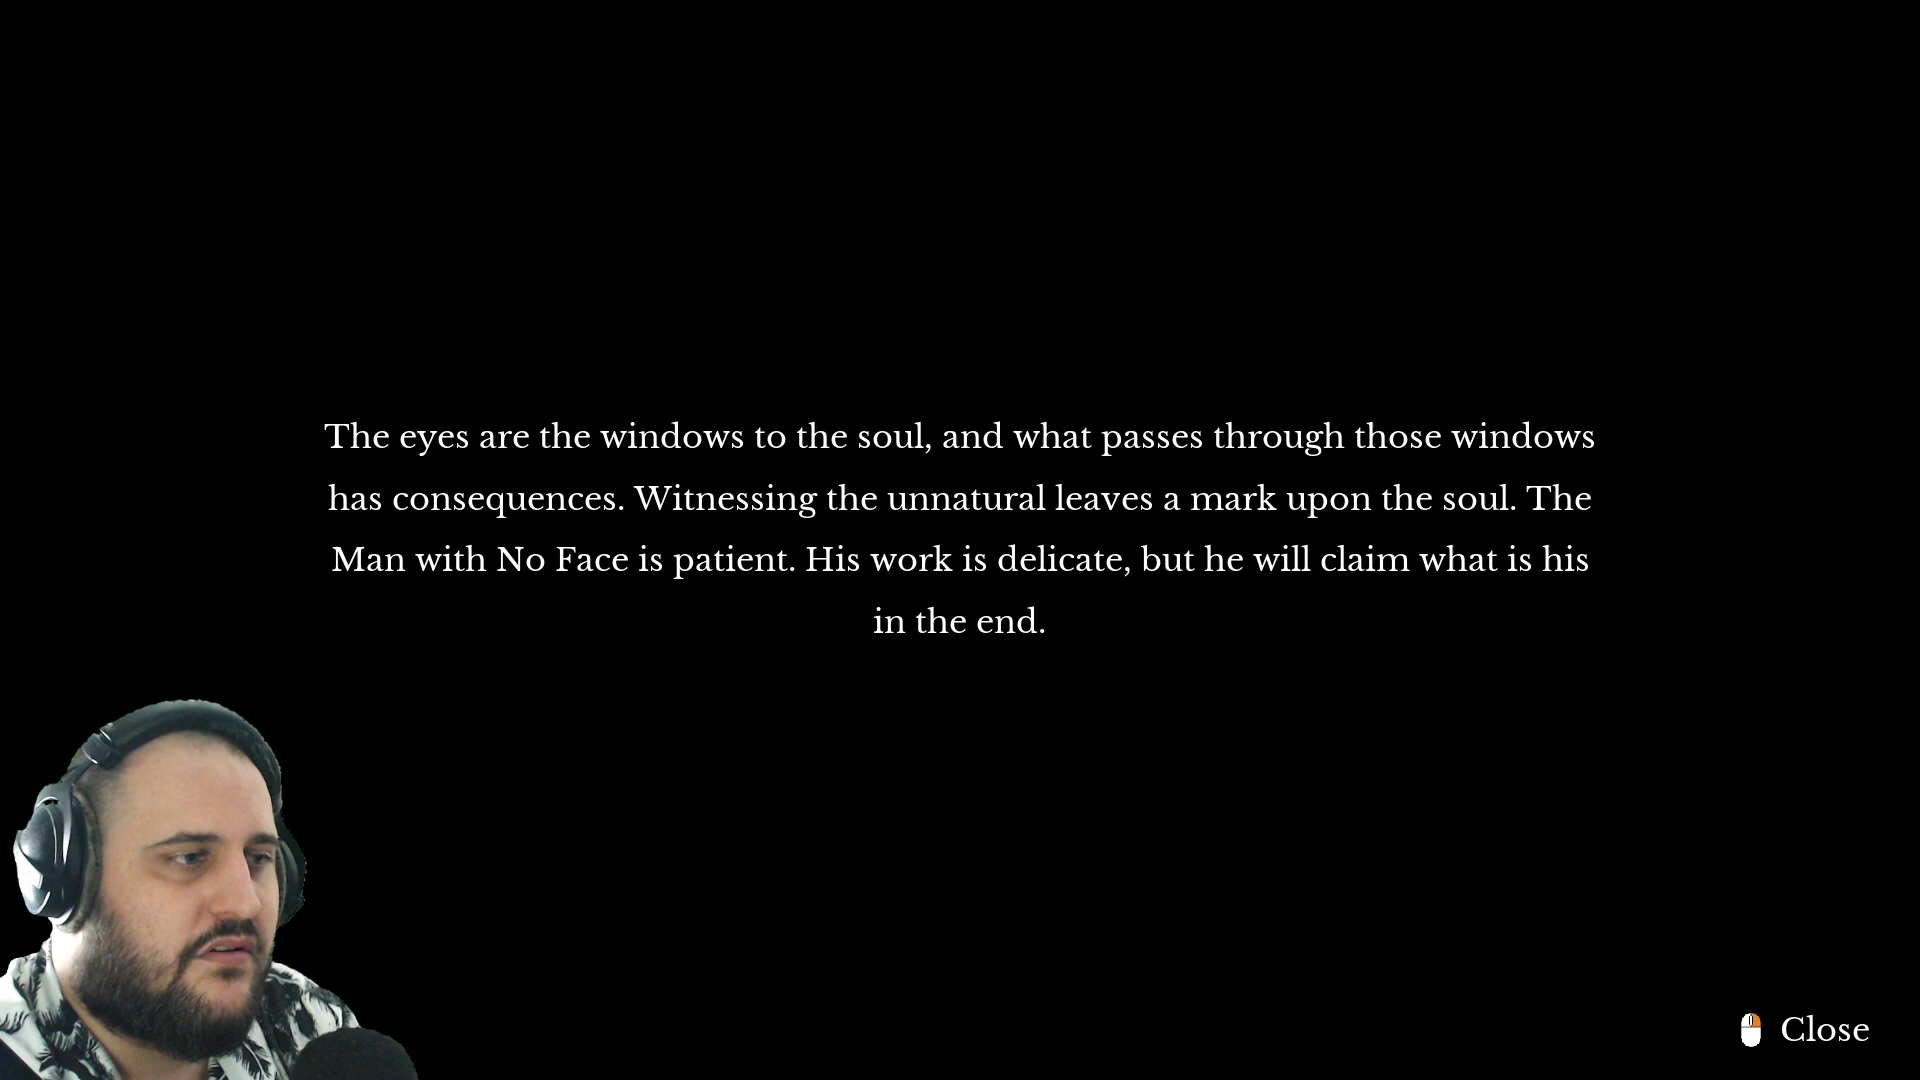 The eyes are the windows to the soul, and what passes through those windows
has consequences. Witnessing the unnatural leaves a mark upon the soul. The
Man with No Face is patient. His work is delicate, but he will claim what is his
in the end.
Close